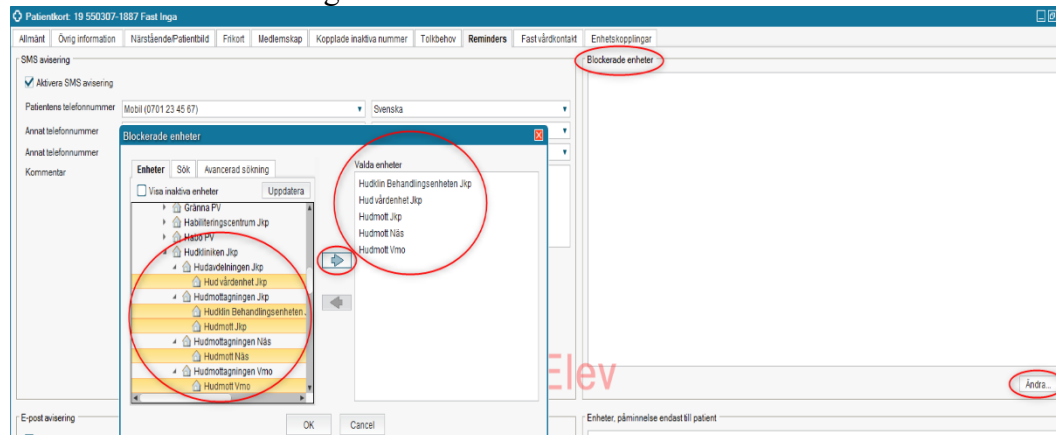 Patientkort: 19 550307-1887 Fast Inga
Allmänt Övrig information Närstående/Patientbild Frikort Medlemskap Kopplade inaktiva nummer Tolkbehov Reminders Fast vårdkontakt Enhetskopplingar
SMS avisering
Aktivera SMS avisering
Patientens telefonnummer Mobil (0701 23 45 67) Svenska
Annat telefonnummer
Annat telefonnummer
Kommentar
Blockerade enheter
Blockerade enheter
Enheter Sök Avancerad sökning
Visa inaktiva enheter Uppdatera
Gränna PV
Habiliteringscentrum Jkp
Habo PV
Hudkliniken Jkp
Hudavdelningen Jkp
Hud vårdenhet Jkp
Hudmottagningen Jkp
Hudklin Behandlingsenheten
Hudmott Jkp
Hudmottagningen Näs
Hudmott Näs
Hudmottagningen Vmo
Hudmott Vmo
Valda enheter
Hudklin Behandlingsenheten Jkp
Hud vårdenhet Jkp
Hudmott Jkp
Hudmott Näs
Hudmott Vmo
OK Cancel
Elev
Ändra...
E-post avisering
Enheter, påminnelse endast till patient